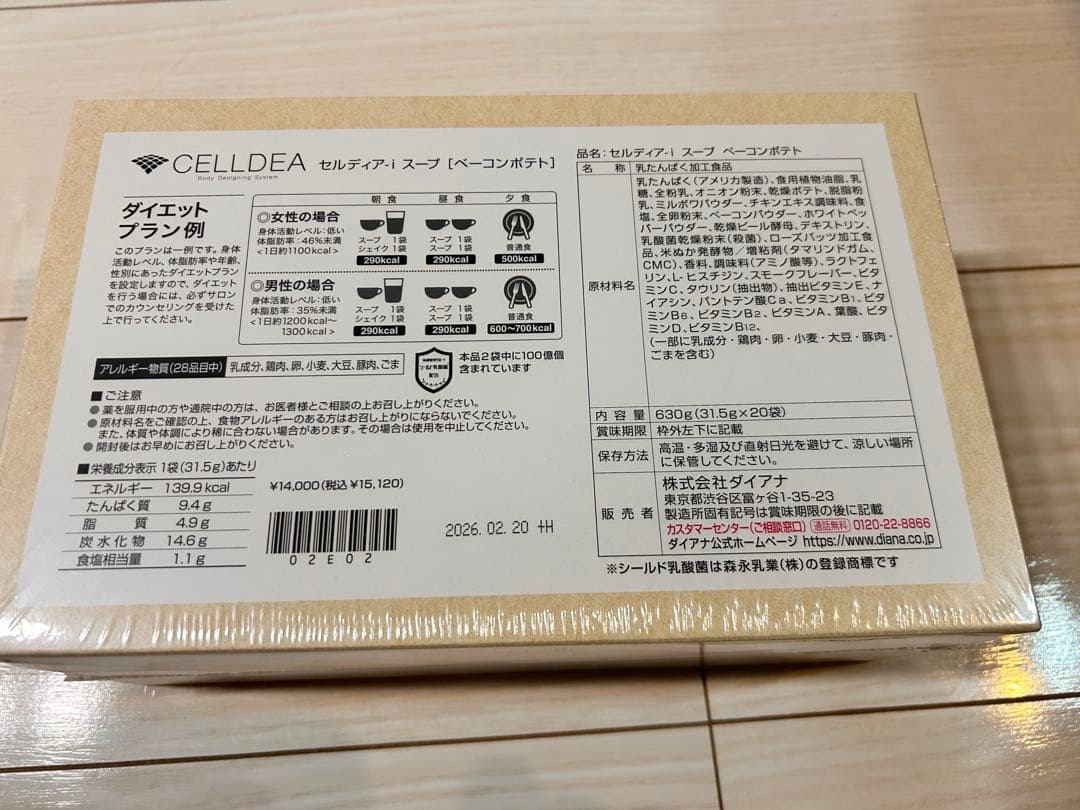 CELLDEA
Body Designing System
セルディア-i スープ [ベーコンポテト]
ダイエット
プラン例
このプランは一例です。身体
活動レベル、体脂肪率や年齢、
性別にあったダイエットプラン
を設定しますので、ダイエット
を行う場合には、必ずサロン
でのカウンセリングを受けた
上で行ってください。
朝食 昼食 夕食
◎女性の場合
身体活動レベル:低い
体脂肪率:46%未満
<1日約1100kcal>
スープ 1袋
シェイク 1袋
290kcal
スープ 1袋
スープ 1袋
290kcal
普通食
500kcal
◎男性の場合
身体活動レベル:低い
体脂肪率:35%未満
<1日約1200kcal~
1300kcal>
スープ 1袋
シェイク 1袋
290kcal
スープ 1袋
スープ 1袋
290kcal
普通食
600~700kcal
アレルギー物質(28品目中) 乳成分、鶏肉、卵、小麦、大豆、豚肉、ごま
シールド乳酸菌
配合
本品2袋中に100億個
含まれています
■ご注意
●薬を服用中の方や通院中の方は、お医者様とご相談の上お召し上がりください。
●原材料名をご確認の上、食物アレルギーのある方はお召し上がりにならないでください。
また、体質や体調により稀に合わない場合があります。その場合は使用を中止してください。
●開封後はお早めにお召し上がりください。
■栄養成分表示 1袋(31.5g)あたり
エネルギー 139.9kcal
たんぱく質 9.4g
脂質 4.9g
炭水化物 14.6g
食塩相当量 1.1g
¥14,000(税込¥15,120)
02E02
2026.02.20 +H
品名:セルディア-i スープ ベーコンポテト
名称 乳たんぱく加工食品
原材料名
乳たんぱく(アメリカ製造)、食用植物油脂、乳
糖、全粉乳、オニオン粉末、乾燥ポテト、脱脂粉
乳、ミルポワパウダー、チキンエキス調味料、食
塩、全卵粉末、ベーコンパウダー、ホワイトペッ
パーパウダー、乾燥ビール酵母、デキストリン、
乳酸菌乾燥粉末(殺菌)、ローズハッツ加工食
品、米ぬか発酵物/増粘剤(タマリンドガム、
CMC)、香料、調味料(アミノ酸等)、ラクトフェ
リン、L-ヒスチジン、スモークフレーバー、ビタ
ミンC、タウリン(抽出物)、抽出ビタミンE、ナ
イアシン、パントテン酸Ca、ビタミンB1、ビタ
ミンB6、ビタミンB2、ビタミンA、葉酸、ビタ
ミンD、ビタミンB12、
(一部に乳成分・鶏肉・卵・小麦・大豆・豚肉・
ごまを含む)
内容量 630g(31.5g×20袋)
賞味期限 枠外左下に記載
保存方法 高温・多湿及び直射日光を避けて、涼しい場所
に保管してください。
販売者
株式会社ダイアナ
東京都渋谷区富ヶ谷1-35-23
製造所固有記号は賞味期限の後に記載
カスタマーセンター(ご相談窓口) 通話無料 0120-22-8866
ダイアナ公式ホームページ https://www.diana.co.jp
※シールド乳酸菌は森永乳業(株)の登録商標です